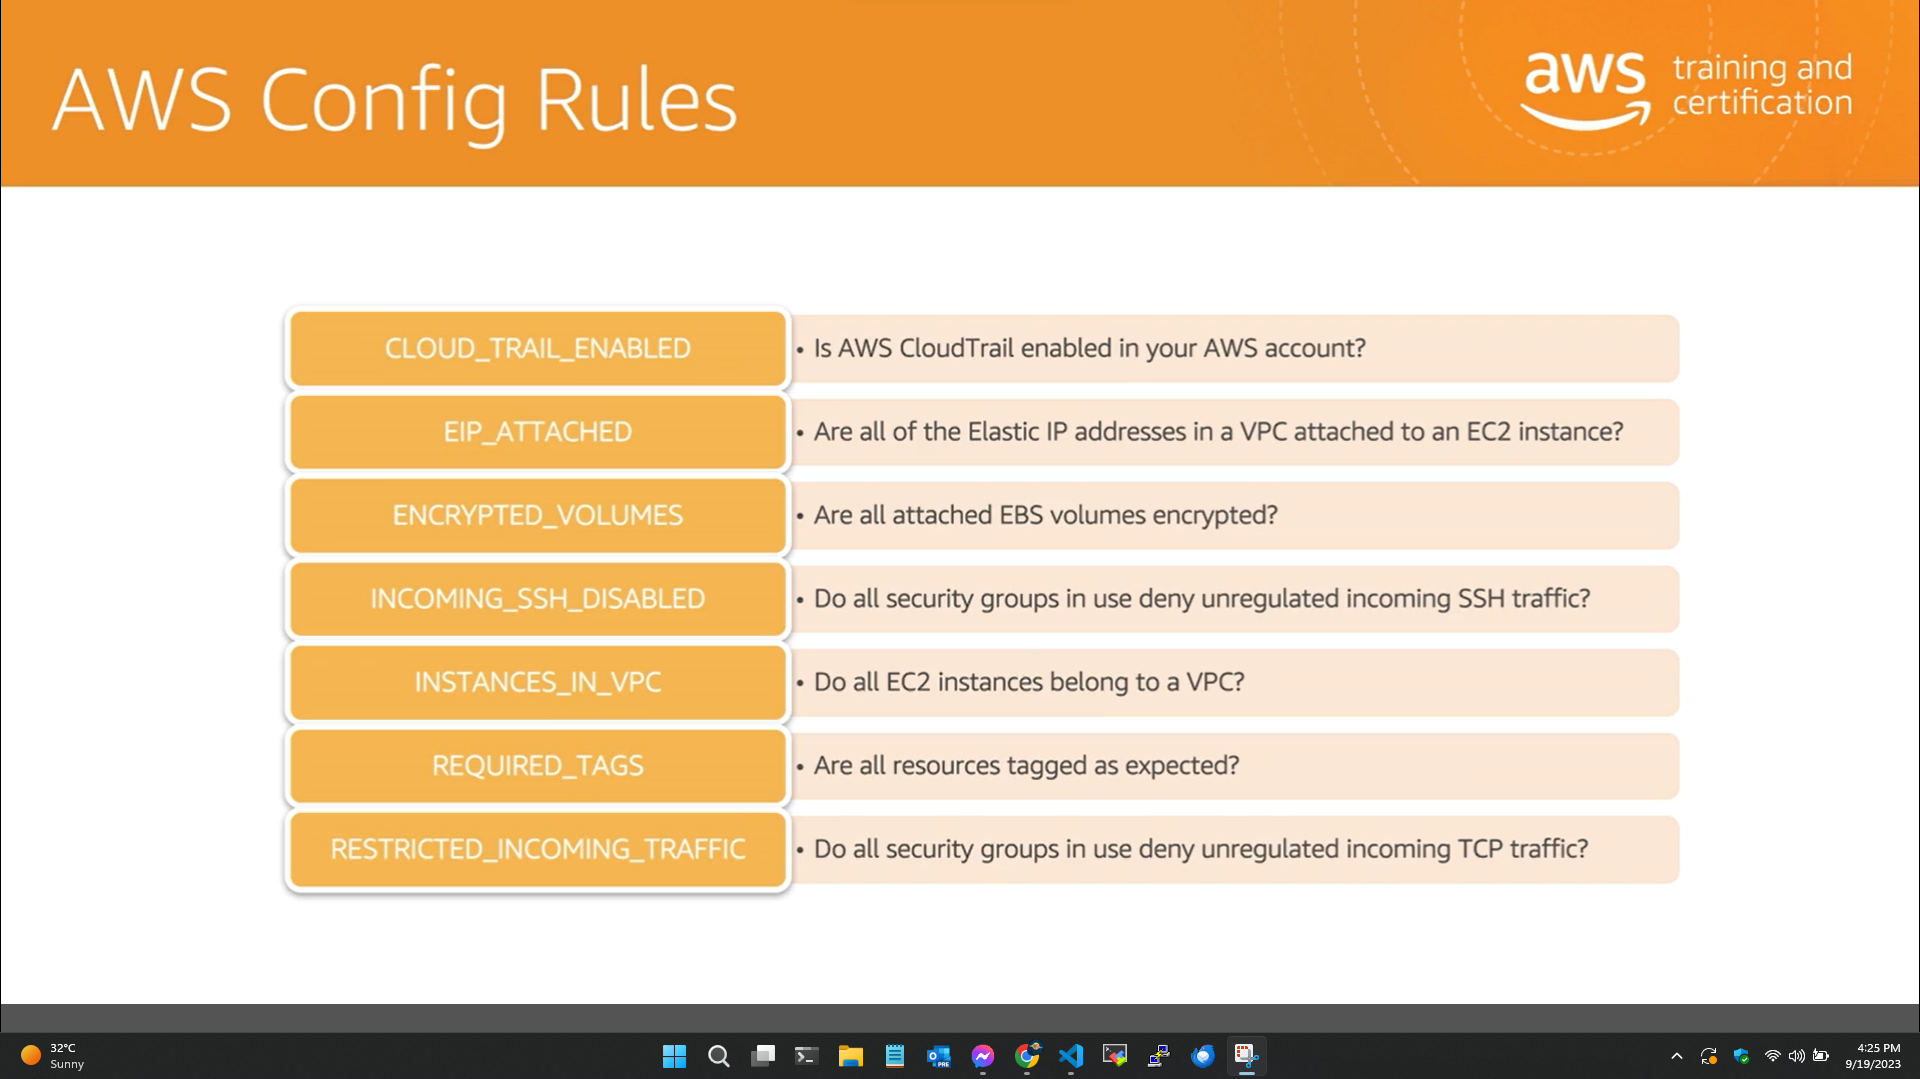 AWS Config Rules
aws training and
certification
CLOUD_TRAIL_ENABLED
• Is AWS CloudTrail enabled in your AWS account?
EIP_ATTACHED
• Are all of the Elastic IP addresses in a VPC attached to an EC2 instance?
ENCRYPTED_VOLUMES
• Are all attached EBS volumes encrypted?
INCOMING_SSH_DISABLED
• Do all security groups in use deny unregulated incoming SSH traffic?
INSTANCES_IN_VPC
• Do all EC2 instances belong to a VPC?
REQUIRED_TAGS
• Are all resources tagged as expected?
RESTRICTED_INCOMING_TRAFFIC
• Do all security groups in use deny unregulated incoming TCP traffic?
32°C
Sunny
PRE
4:25 PM
9/19/2023